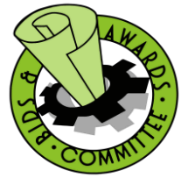 BIDS & AWARDS • COMMITTEE •